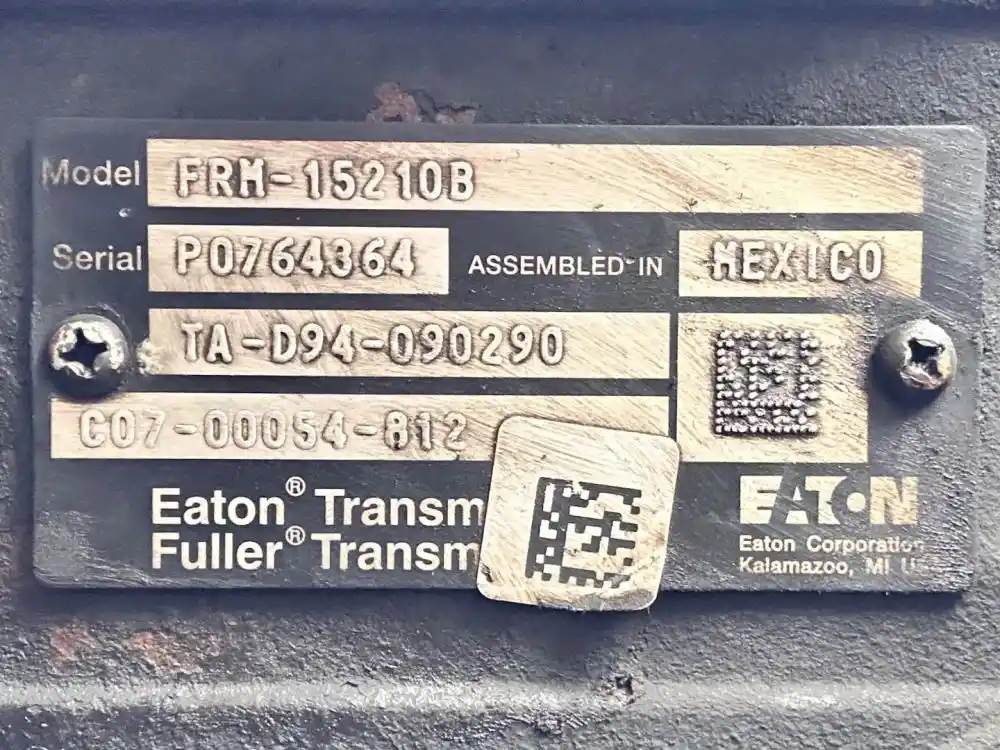 Model FRM-15210B
Serial P0764364 ASSEMBLED IN MEXICO
TA-D94-090290
C07-00054-812
Eaton® Transm
Fuller® Transm
EATON
Eaton Corporation
Kalamazoo, MI U